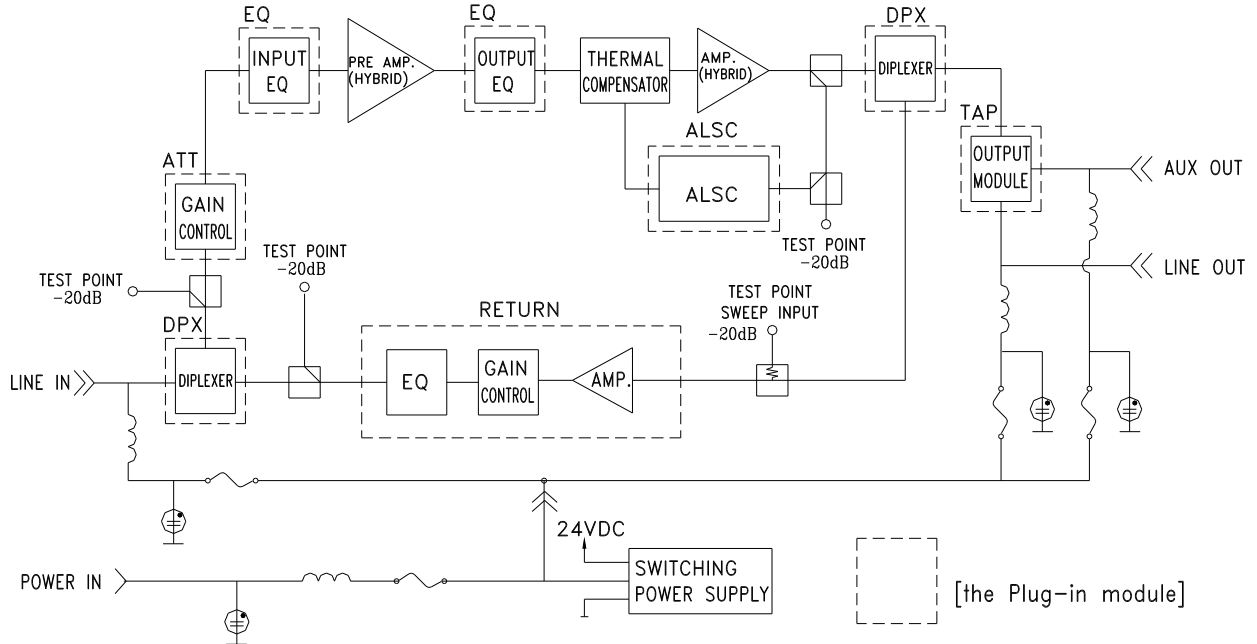 EQ
INPUT
EQ
PRE AMP.
(HYBRID)
EQ
OUTPUT
EQ
THERMAL
COMPENSATOR
AMP.
(HYBRID)
DPX
DIPLEXER
TAP
OUTPUT
MODULE
AUX OUT
LINE OUT
ALSC
ALSC
TEST POINT
-20dB
ATT
GAIN
CONTROL
TEST POINT
-20dB
TEST POINT
-20dB
DPX
DIPLEXER
LINE IN
RETURN
EQ
GAIN
CONTROL
AMP.
TEST POINT
SWEEP INPUT
-20dB
24VDC
SWITCHING
POWER SUPPLY
POWER IN
[the Plug-in module]